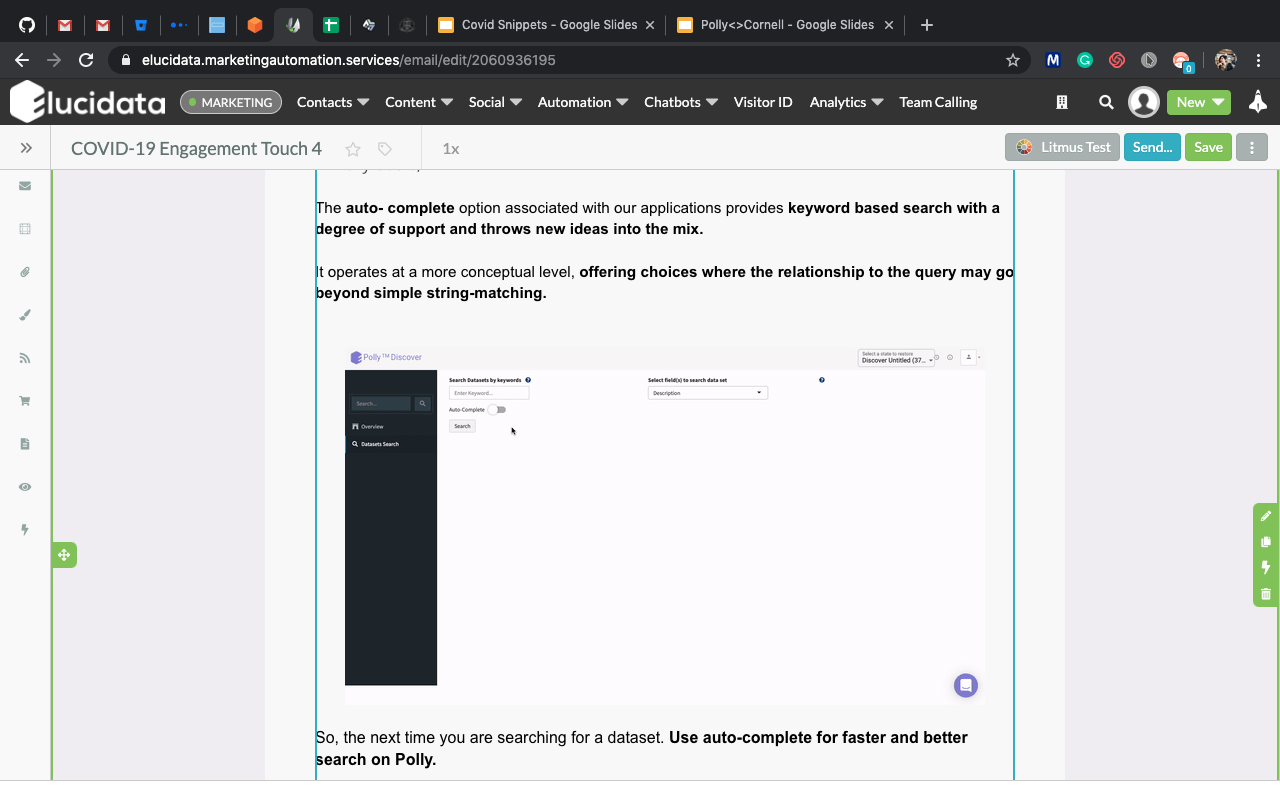 Covid Snippets - Google Slides
Polly<>Cornell - Google Slides
elucidata.marketingautomation.services/email/edit/2060936195
0
Elucidata
MARKETING
Contacts
Content
Social
Automation
Chatbots
Visitor ID
Analytics
Team Calling
New
COVID-19 Engagement Touch 4
1x
Litmus Test
Send...
Save
The auto- complete option associated with our applications provides keyword based search with a
degree of support and throws new ideas into the mix.
It operates at a more conceptual level, offering choices where the relationship to the query may go
beyond simple string-matching.
Polly™Discover
Select a state to restore
Discover Untitled (37...
Search Datasets by keywords
Select field(s) to search data set
Search...
Enter Keyword...
Description
Auto-Complete
Overview
Search
Datasets Search
So, the next time you are searching for a dataset. Use auto-complete for faster and better
search on Polly.